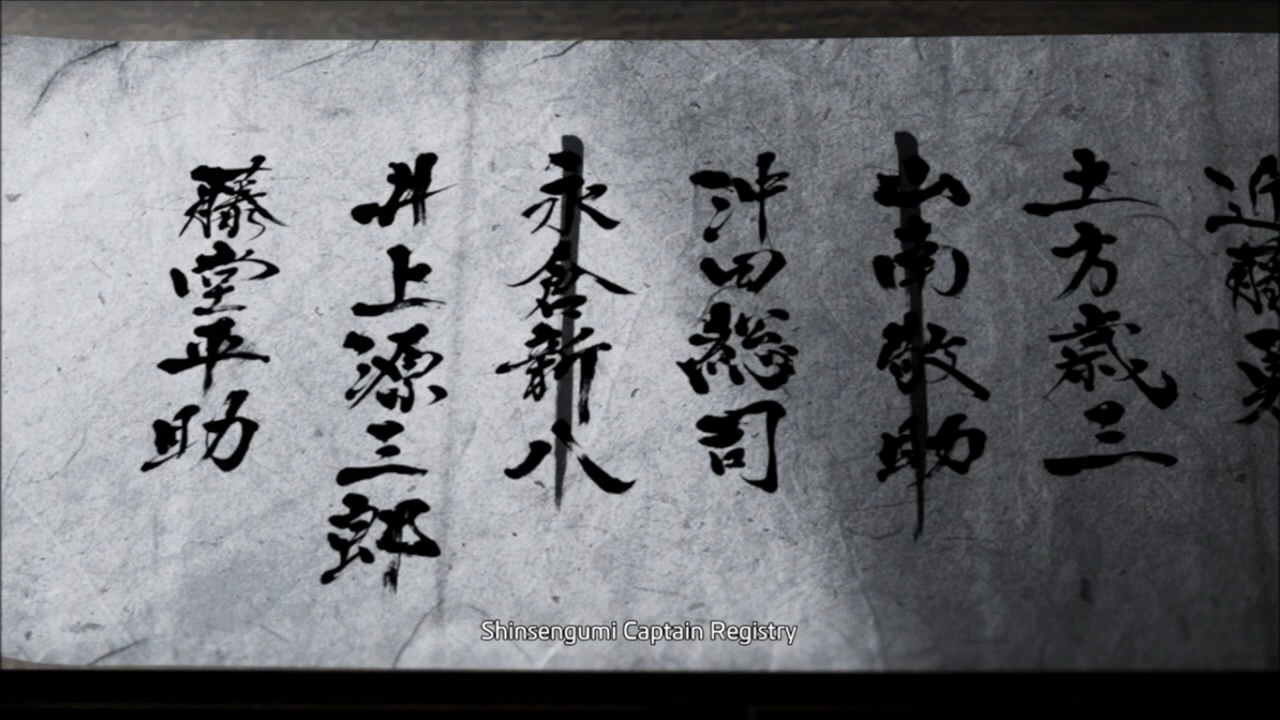 近藤勇
土方歳三
山南敬助
沖田総司
永倉新八
井上源三郎
藤堂平助
Shinsengumi Captain Registry